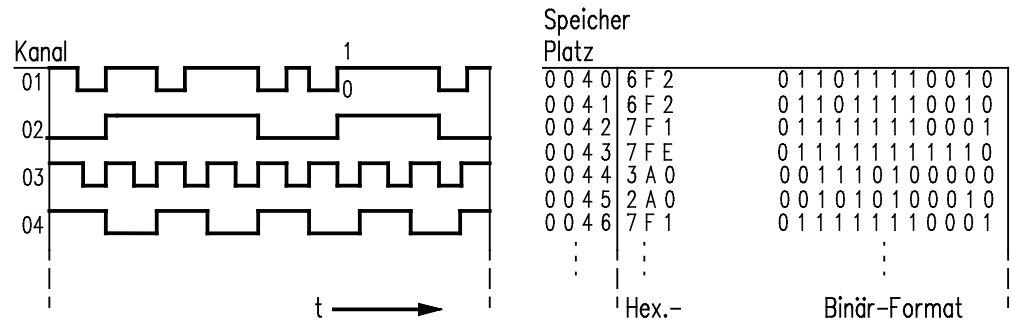 Kanal
1
01
0
02
03
04
t
Speicher
Platz
0040 6F2 011011110010
0041 6F2 011011110010
0042 7F1 011111110001
0043 7FE 011111111110
0044 3A0 001110100000
0045 2A0 001010100010
0046 7F1 011111110001
Hex.- Binär-Format